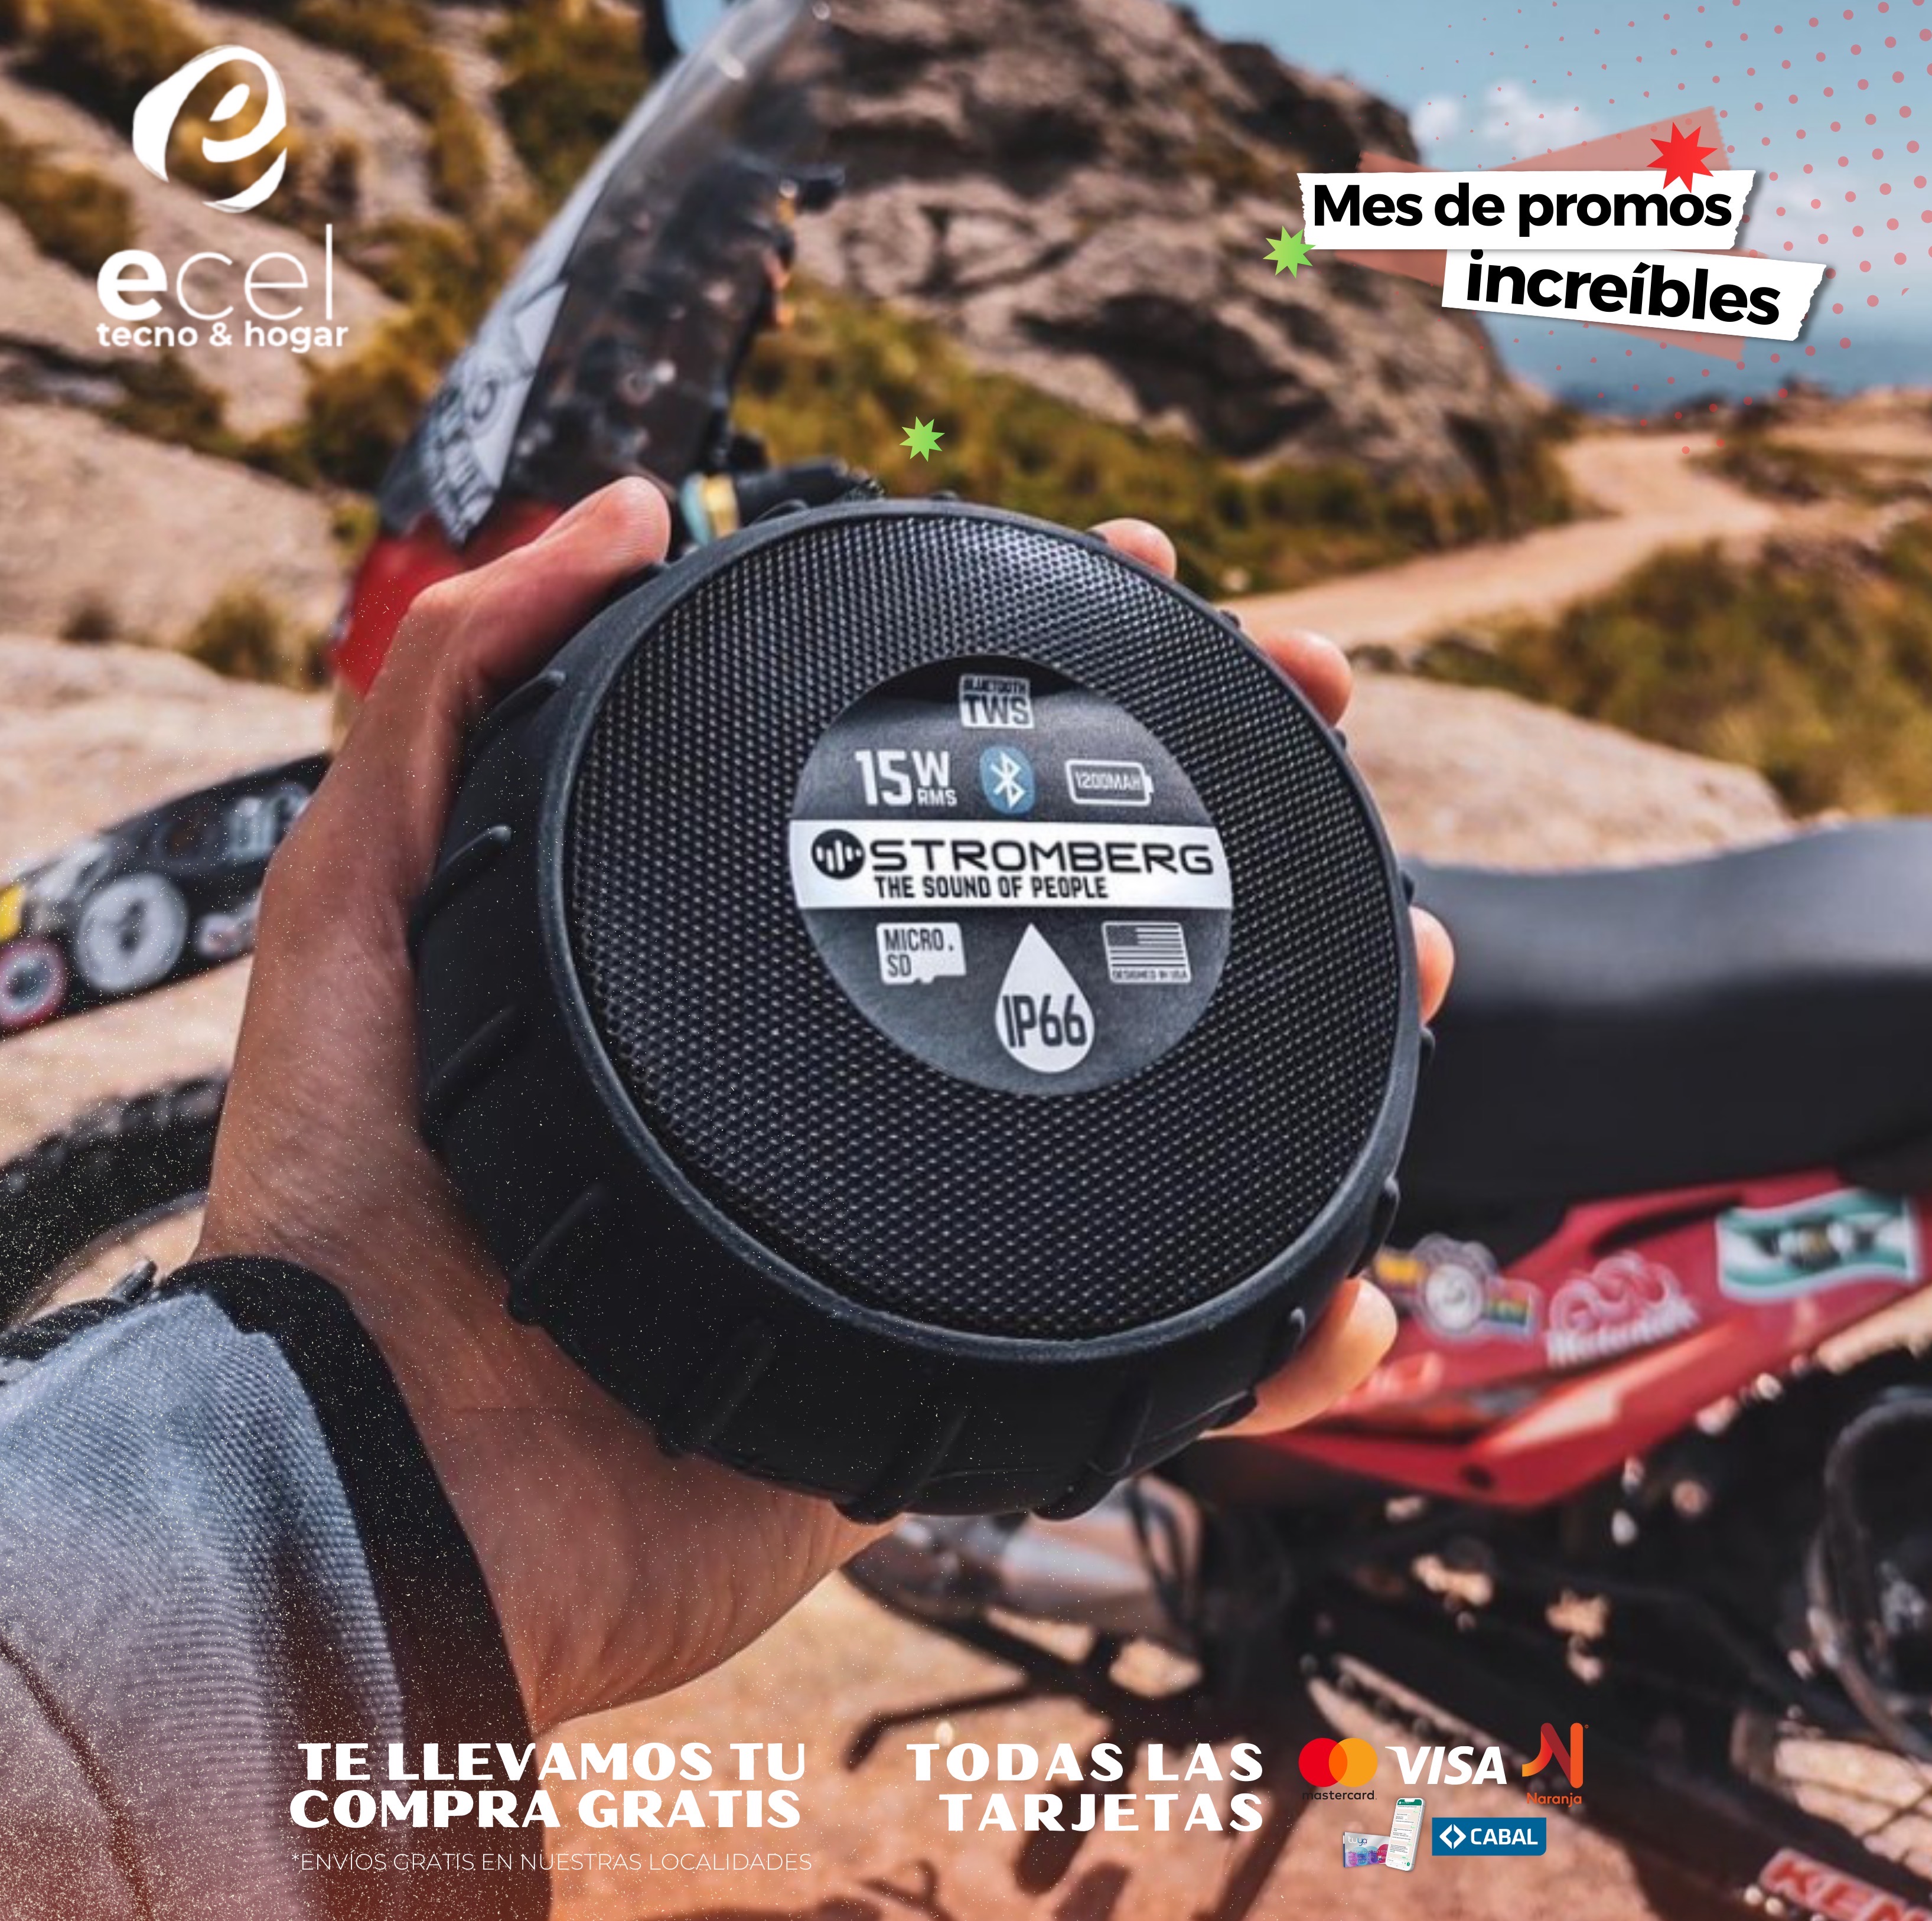 ecel
tecno & hogar
Mes de promos
increíbles
BLUETOOTH
TWS
15W
RMS
1200MAH
STROMBERG
THE SOUND OF PEOPLE
MICRO
SD
DESIGNED IN USA
IP66
TE LLEVAMOS TU
COMPRA GRATIS
*ENVÍOS GRATIS EN NUESTRAS LOCALIDADES
TODAS LAS
TARJETAS
mastercard
VISA
Naranja
tuya
CABAL